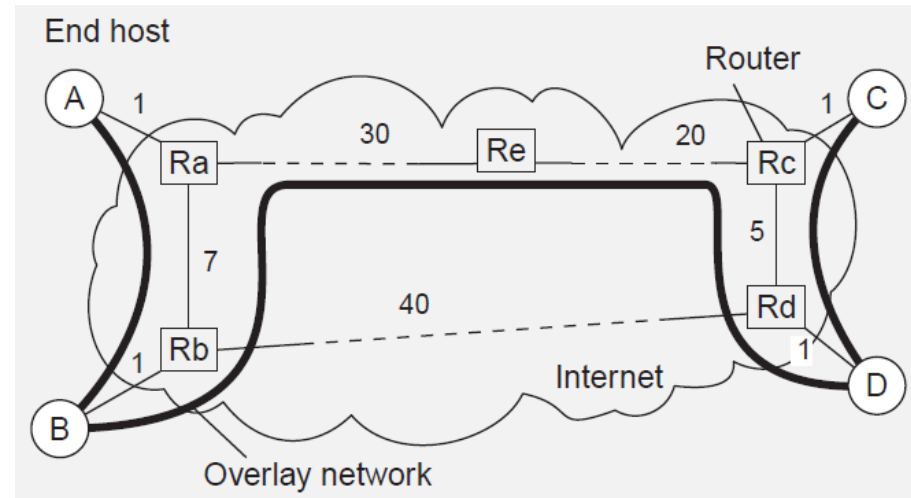 End host
Router
A
1
1
C
30
Re
20
Ra
Rc
7
5
40
Rd
Rb
1
1
Internet
D
B
Overlay network